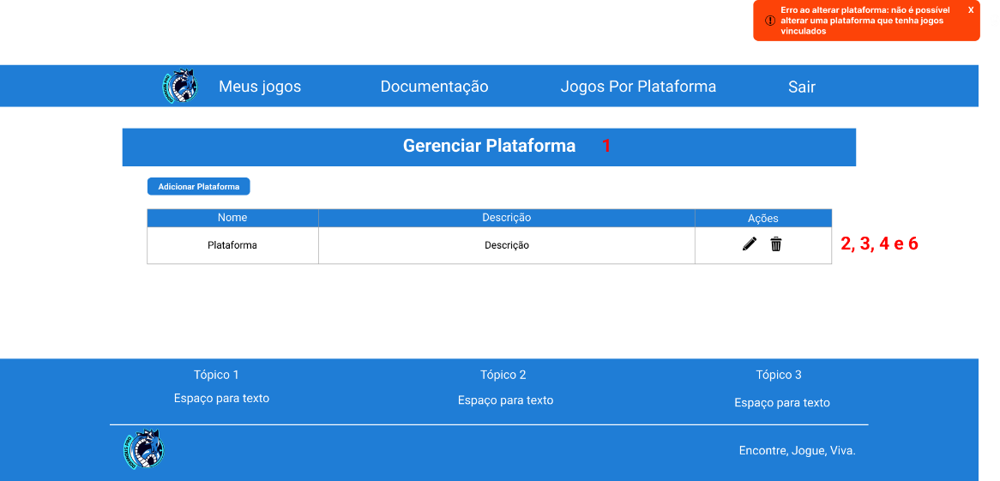 Erro ao alterar plataforma: não é possível
alterar uma plataforma que tenha jogos
vinculados
X
Meus jogos
Documentação
Jogos Por Plataforma
Sair
Gerenciar Plataforma 1
Adicionar Plataforma
Nome
Descrição
Ações
Plataforma
Descrição
2, 3, 4 e 6
Tópico 1
Tópico 2
Tópico 3
Espaço para texto
Espaço para texto
Espaço para texto
Encontre, Jogue, Viva.